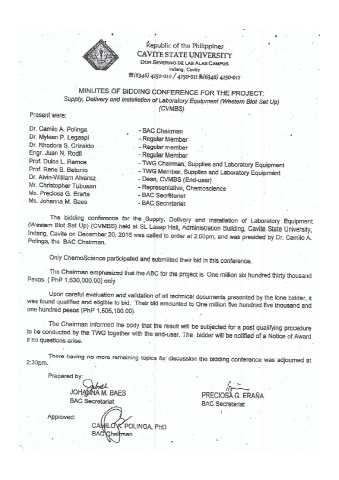 Republic of the Philippines
CAVITE STATE UNIVERSITY
DON SEVERINO DE LAS ALAS CAMPUS
Indang, Cavite
☎(6346) 4150-010 / 4150-011 (6346) 4150-012
MINUTES OF BIDDING CONFERENCE FOR THE PROJECT:
Supply, Delivery and Installation of Laboratory Equipment (Western Blot Set Up)
(CVMBS)
Present were:
Dr. Camilo A. Polinga - BAC Chairman
Dr. Myleen P. Legaspi - Regular Member
Dr. Rhodora S. Crizaldo - Regular member
Engr. Juan N. Rodil - Regular Member
Prof. Dulce L. Ramos - TWG Chairman, Supplies and Laboratory Equipment
Prof. Rene B. Betonio - TWG Member, Supplies and Laboratory Equipment
Dr. Alvin-William Alvarez - Dean, CVMBS (End-user)
Mr. Christopher Tubusan - Representative, Chemoscience
Ms. Preciosa G. Eraña - BAC Secretariat
Ms. Johanna M. Baes - BAC Secretariat
The bidding conference for the Supply, Delivery and Installation of Laboratory Equipment
(Western Blot Set Up) (CVMBS) held at SL Lasap Hall, Administration Building, Cavite State University,
Indang, Cavite on December 20, 2016 was called to order at 2:00pm, and was presided by Dr. Camilo A.
Polinga, the BAC Chairman.
Only ChemoScience participated and submitted their bid in this conference.
The Chairman emphasized that the ABC for the project is One million six hundred thirty thousand
Pesos ( PhP 1,630,000.00) only
Upon careful evaluation and validation of all technical documents presented by the lone bidder, it
was found qualified and eligible to bid. Their bid amounted to One million five hundred five thousand and
one hundred pesos (PhP 1,505,100.00).
The Chairman informed the body that the result will be subjected for a post qualifying procedure
to be conducted by the TWG together with the end-user. The bidder will be notified of a Notice of Award
if no questions arise.
There having no more remaining topics for discussion the bidding conference was adjourned at
2:30pm.
Prepared by:
JOHANNA M. BAES PRECIOSA G. ERAÑA
BAC Secretariat BAC Secretariat
Approved:
CAMILO POLINGA, PhD
BAC Chairman